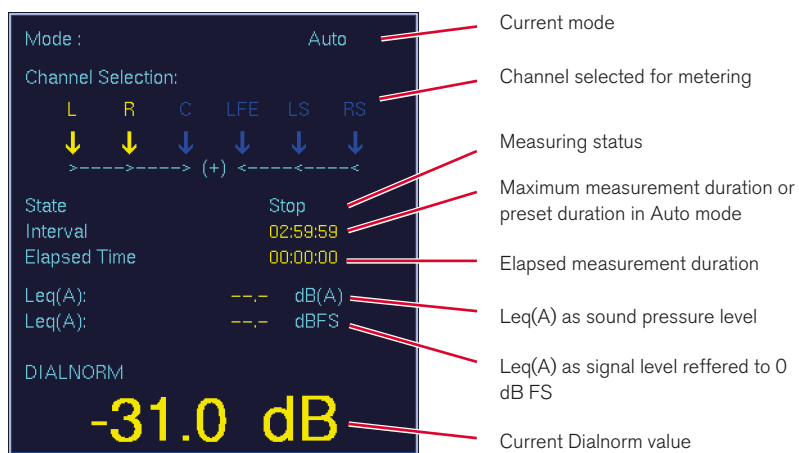 Mode : Auto
Current mode
Channel Selection:
Channel selected for metering
L R C LFE LS RS
>---->----> (+) <----<----<
Measuring status
State Stop
Maximum measurement duration or
preset duration in Auto mode
Interval 02:59:59
Elapsed Time 00:00:00
Elapsed measurement duration
Leq(A): --.- dB(A)
Leq(A) as sound pressure level
Leq(A): --.- dBFS
Leq(A) as signal level reffered to 0
dB FS
DIALNORM
-31.0 dB
Current Dialnorm value